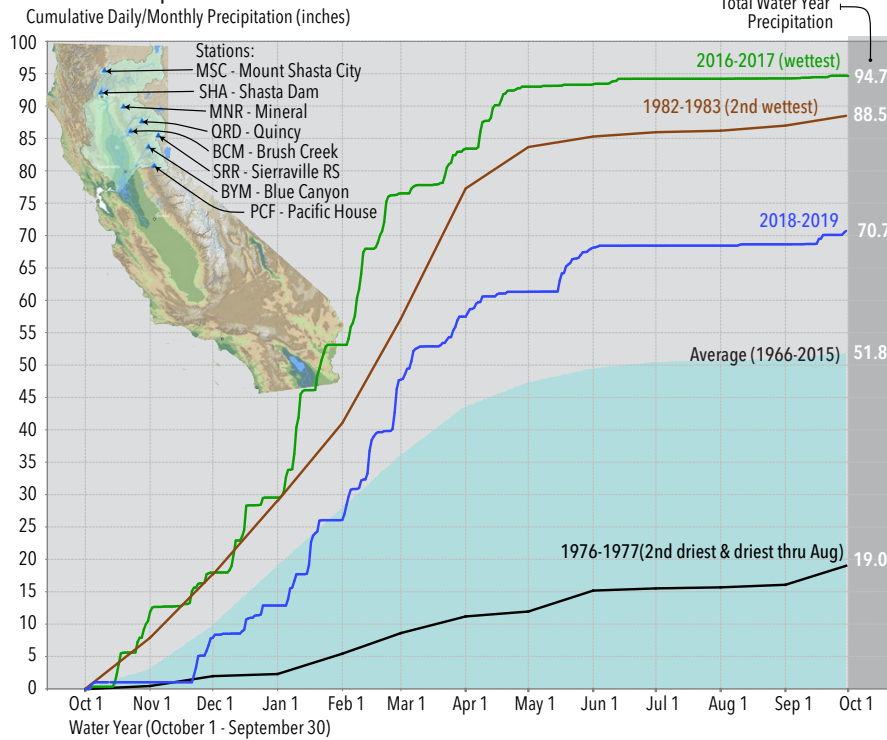 Total Water Year
Precipitation
Cumulative Daily/Monthly Precipitation (inches)
100
95
90
85
80
75
70
65
60
55
50
45
40
35
30
25
20
15
10
5
0
Stations:
MSC - Mount Shasta City
SHA - Shasta Dam
MNR - Mineral
QRD - Quincy
BCM - Brush Creek
SRR - Sierraville RS
BYM - Blue Canyon
PCF - Pacific House
2016-2017 (wettest)
94.7
1982-1983 (2nd wettest)
88.5
2018-2019
70.7
Average (1966-2015)
51.8
1976-1977(2nd driest & driest thru Aug)
19.0
Oct 1 Nov 1 Dec 1 Jan 1 Feb 1 Mar 1 Apr 1 May 1 Jun 1 Jul 1 Aug 1 Sep 1 Oct 1
Water Year (October 1 - September 30)